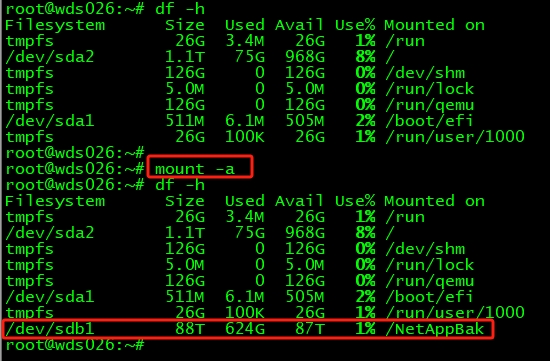 root@wds026:~# df -h
Filesystem Size Used Avail Use% Mounted on
tmpfs 26G 3.4M 26G 1% /run
/dev/sda2 1.1T 75G 968G 8% /
tmpfs 126G 0 126G 0% /dev/shm
tmpfs 5.0M 0 5.0M 0% /run/lock
tmpfs 126G 0 126G 0% /run/qemu
/dev/sda1 511M 6.1M 505M 2% /boot/efi
tmpfs 26G 100K 26G 1% /run/user/1000
root@wds026:~#
root@wds026:~# mount -a
root@wds026:~# df -h
Filesystem Size Used Avail Use% Mounted on
tmpfs 26G 3.4M 26G 1% /run
/dev/sda2 1.1T 75G 968G 8% /
tmpfs 126G 0 126G 0% /dev/shm
tmpfs 5.0M 0 5.0M 0% /run/lock
tmpfs 126G 0 126G 0% /run/qemu
/dev/sda1 511M 6.1M 505M 2% /boot/efi
tmpfs 26G 100K 26G 1% /run/user/1000
/dev/sdb1 88T 624G 87T 1% /NetAppBak
root@wds026:~#